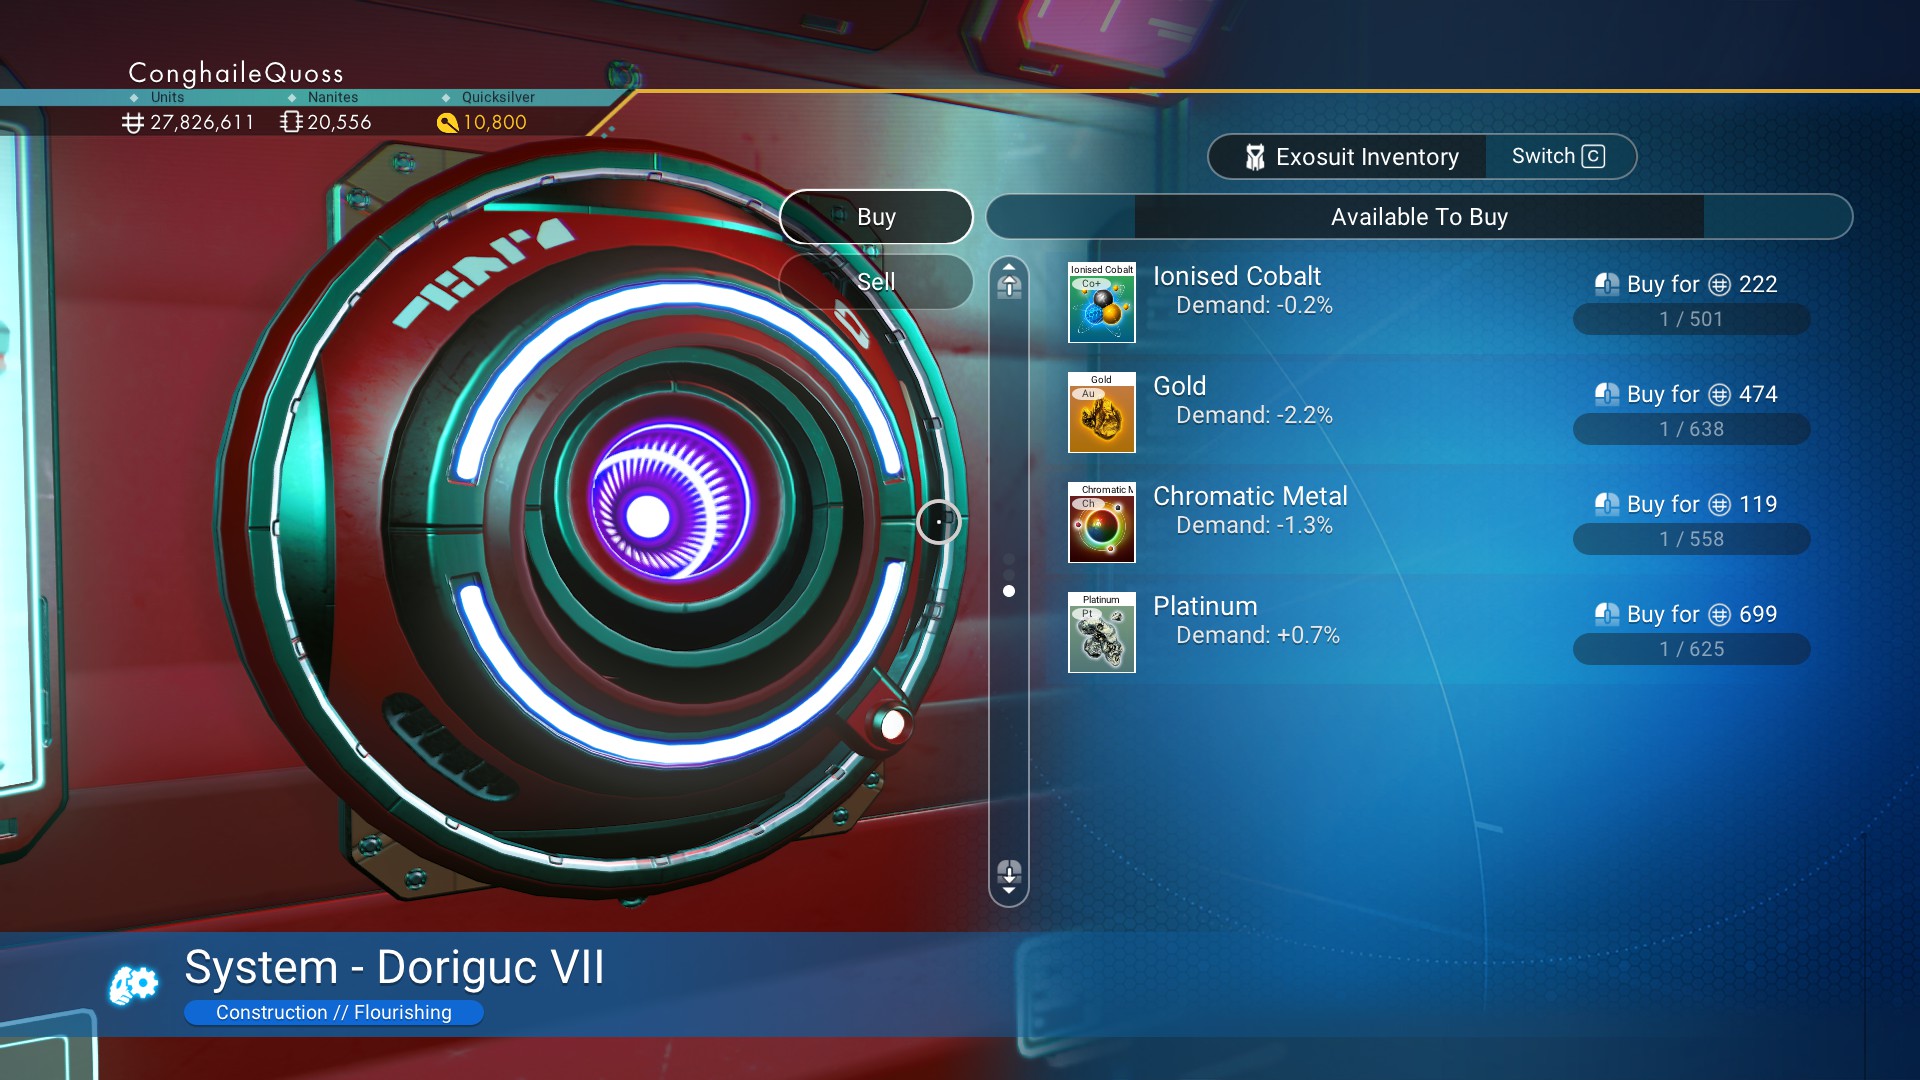 ConghaileQuoss
Units Nanites Quicksilver
27,826,611 20,556 10,800
Exosuit Inventory Switch C
Buy
Available To Buy
Sell
Ionised Cobalt
Co+
Ionised Cobalt
Demand: -0.2%
Buy for 222
1 / 501
Gold
Au
Gold
Demand: -2.2%
Buy for 474
1 / 638
Chromatic M
Ch
Chromatic Metal
Demand: -1.3%
Buy for 119
1 / 558
Platinum
Pt
Platinum
Demand: +0.7%
Buy for 699
1 / 625
System - Doriguc VII
Construction // Flourishing